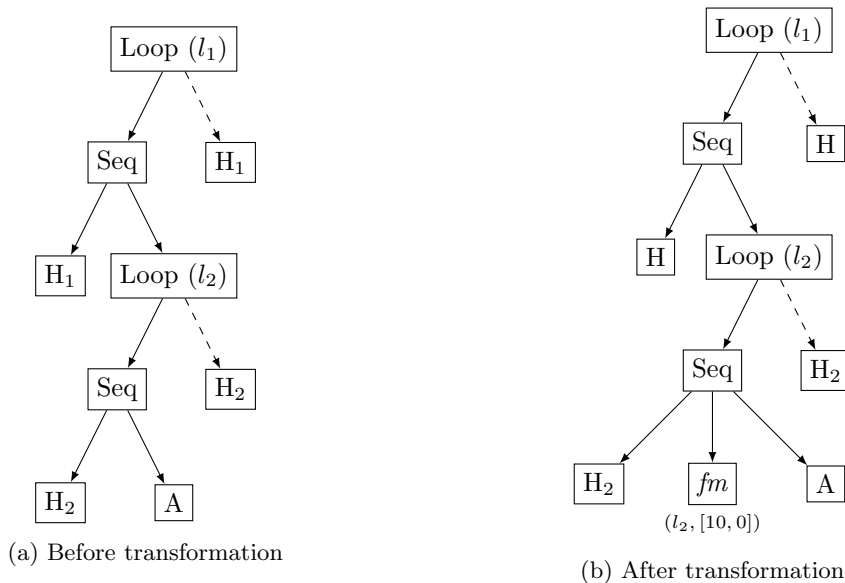 Loop (l₁)
Seq
H₁
H₁
Loop (l₂)
Seq
H₂
H₂
A
(a) Before transformation
Loop (l₁)
Seq
H
H
Loop (l₂)
Seq
H₂
H₂
fm
A
(l₂, [10, 0])
(b) After transformation